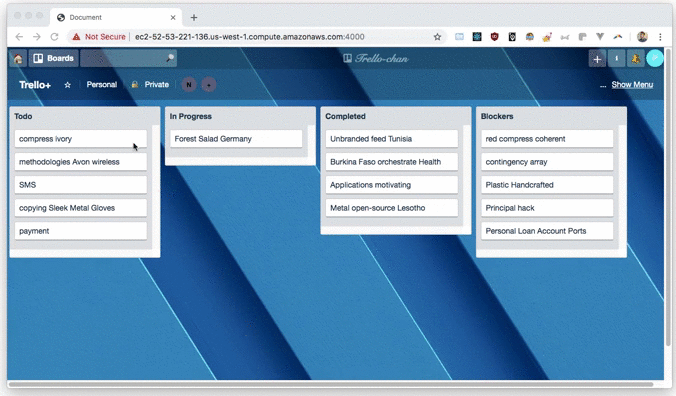 Document
Not Secure
ec2-52-53-221-136.us-west-1.compute.amazonaws.com:4000
Boards
Trello-chan
Trello+
Personal
Private
N
... Show Menu
Todo
compress ivory
methodologies Avon wireless
SMS
copying Sleek Metal Gloves
payment
In Progress
Forest Salad Germany
Completed
Unbranded feed Tunisia
Burkina Faso orchestrate Health
Applications motivating
Metal open-source Lesotho
Blockers
red compress coherent
contingency array
Plastic Handcrafted
Principal hack
Personal Loan Account Ports